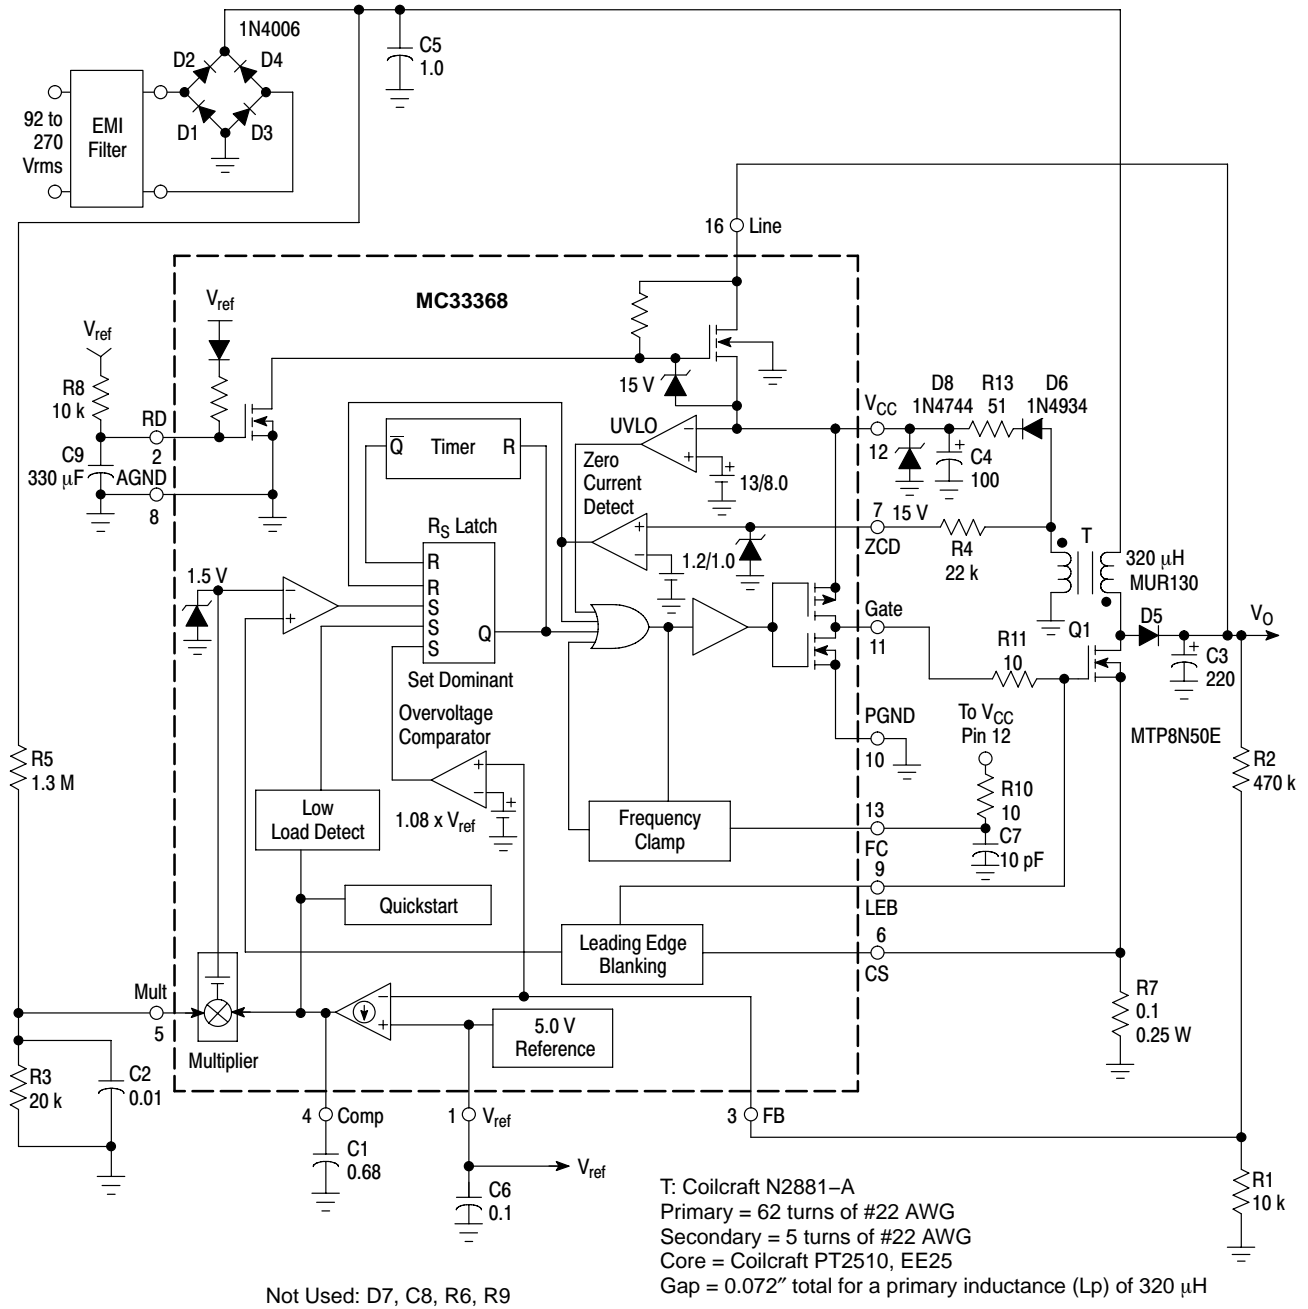 1N4006
D2
D4
D1
D3
C5
1.0
92 to
270
Vrms
EMI
Filter
16
Line
MC33368
Vref
Vref
R8
10 k
RD
2
C9
330 μF
AGND
8
15 V
VCC
12
D8
1N4744
R13
51
D6
1N4934
C4
100
UVLO
13/8.0
Q̅
Timer
R
Zero
Current
Detect
RS Latch
R
R
S
S
S
Q
Set Dominant
1.2/1.0
7
15 V
ZCD
R4
22 k
T
320 μH
MUR130
1.5 V
Gate
11
R11
10
Q1
D5
VO
C3
220
MTP8N50E
PGND
10
To VCC
Pin 12
R10
10
C7
10 pF
Overvoltage
Comparator
1.08 x Vref
R5
1.3 M
R2
470 k
Low
Load Detect
Frequency
Clamp
13
FC
9
LEB
Quickstart
Leading Edge
Blanking
6
CS
R7
0.1
0.25 W
Mult
5
Multiplier
5.0 V
Reference
R3
20 k
C2
0.01
4
Comp
1
Vref
3
FB
C1
0.68
Vref
C6
0.1
R1
10 k
T: Coilcraft N2881−A
Primary = 62 turns of #22 AWG
Secondary = 5 turns of #22 AWG
Core = Coilcraft PT2510, EE25
Gap = 0.072″ total for a primary inductance (Lp) of 320 μH
Not Used: D7, C8, R6, R9